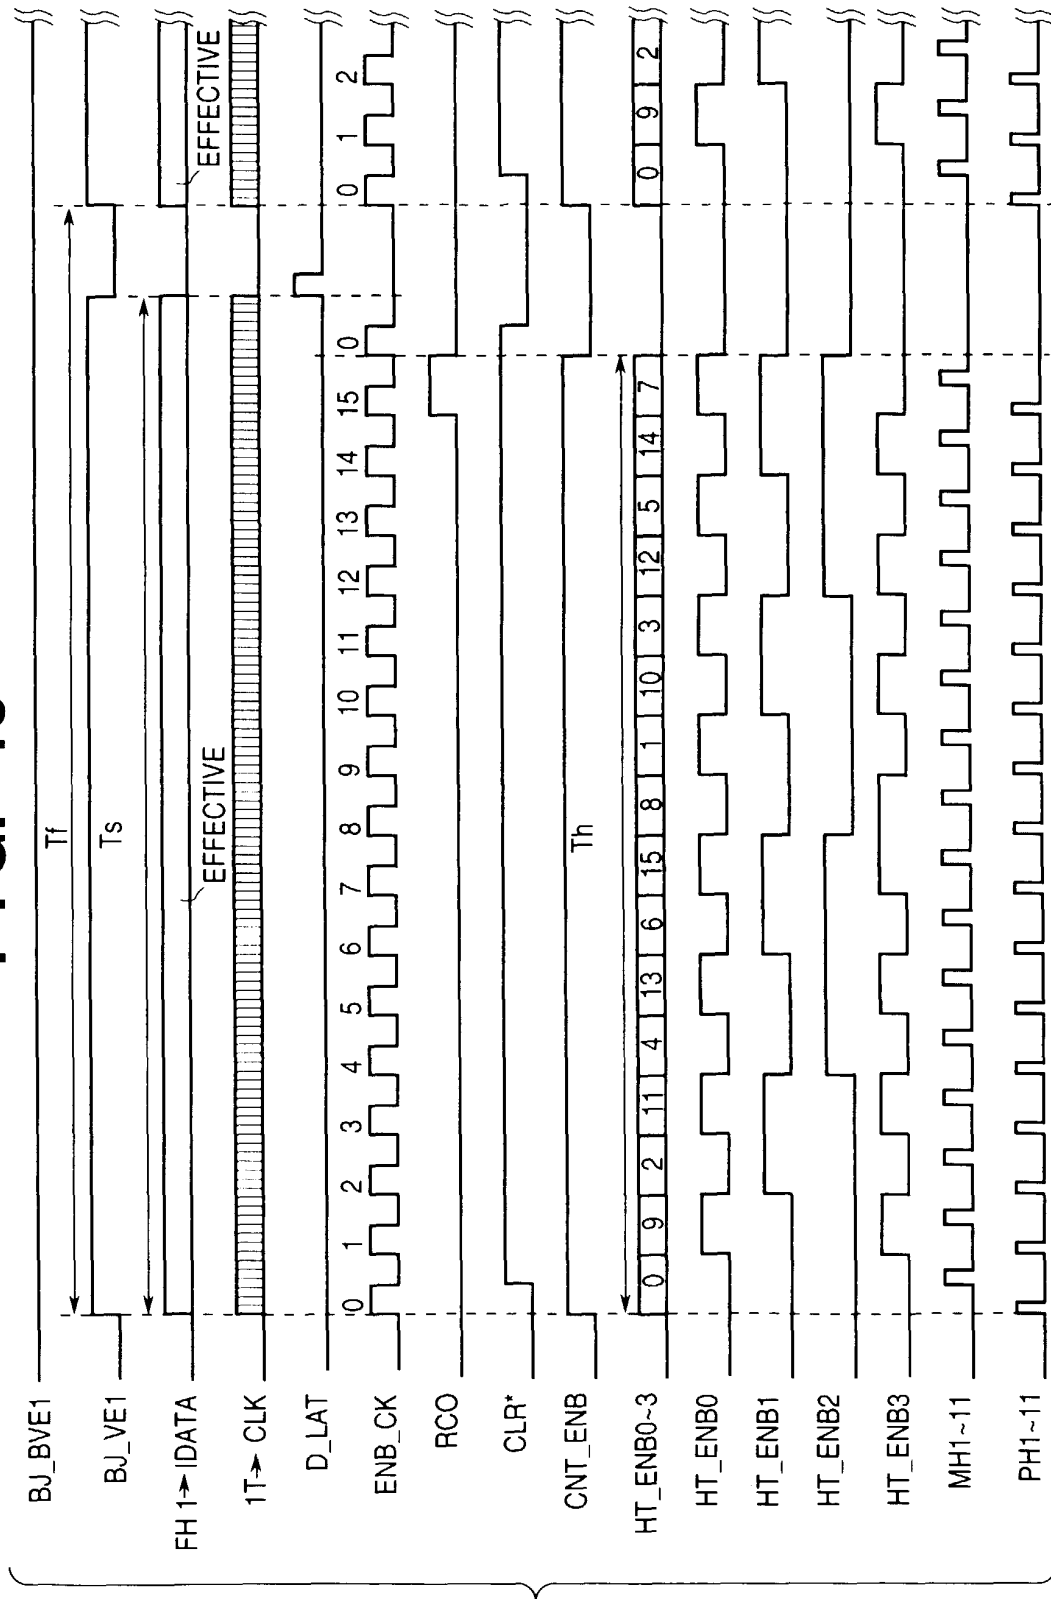 BJ_BVE1
Tf
BJ_VE1
Ts
FH 1→ IDATA
EFFECTIVE
EFFECTIVE
1T→ CLK
D_LAT
0 1 2 3 4 5 6 7 8 9 10 11 12 13 14 15 0 0 1 2
ENB_CK
RCO
CLR*
CNT_ENB
Th
HT_ENB0~3
0 9 2 11 4 13 6 15 8 1 10 3 12 5 14 7 0 9 2
HT_ENB0
HT_ENB1
HT_ENB2
HT_ENB3
MH1~11
PH1~11